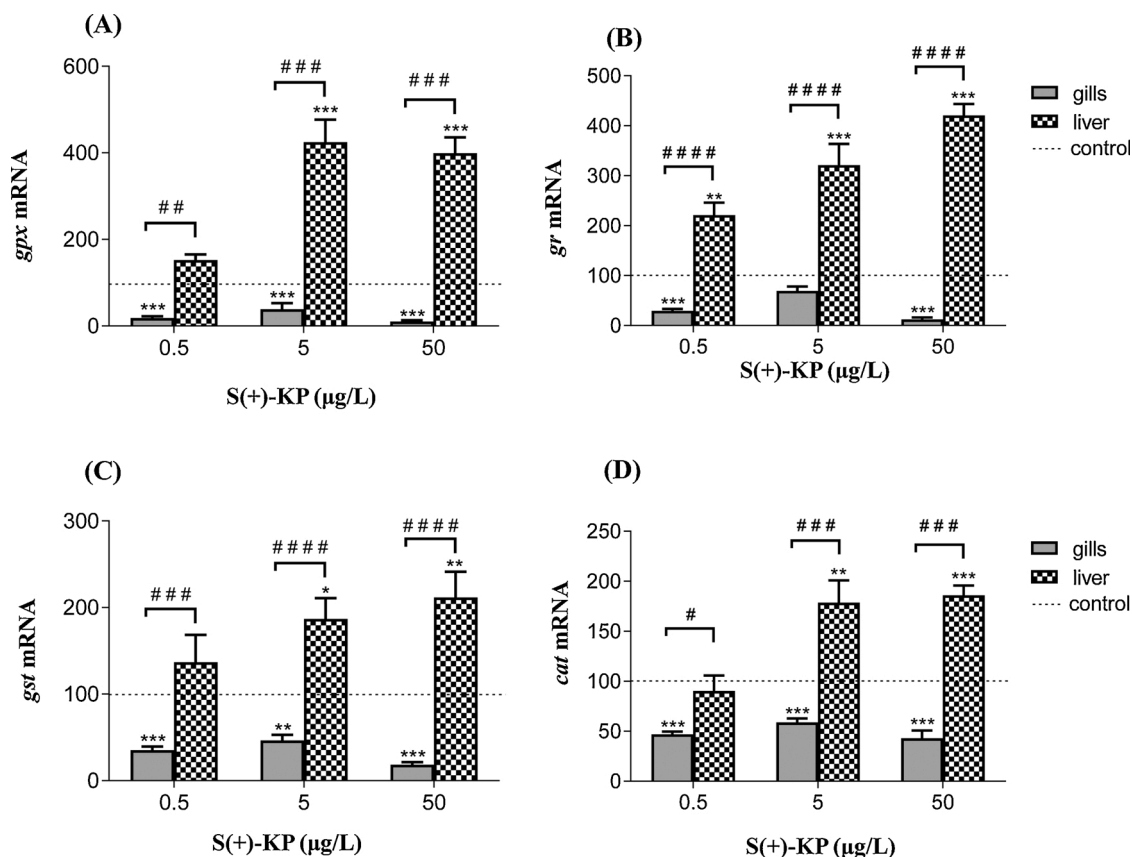 (A)
# # #
# # #
600
***
***
400
gpx mRNA
# #
200
***
***
***
0
0.5 5 50
S(+)-KP (µg/L)
(B)
# # # #
# # # #
500
***
gills
liver
control
# # # #
***
400
300
**
gr mRNA
200
100
***
***
0
0.5 5 50
S(+)-KP (µg/L)
(C)
# # # #
300
# # # #
**
# # #
*
200
gst mRNA
100
***
**
***
0
0.5 5 50
S(+)-KP (µg/L)
(D)
250
# # #
# # #
gills
liver
control
200
**
***
150
#
cat mRNA
100
***
***
***
50
0
0.5 5 50
S(+)-KP (µg/L)